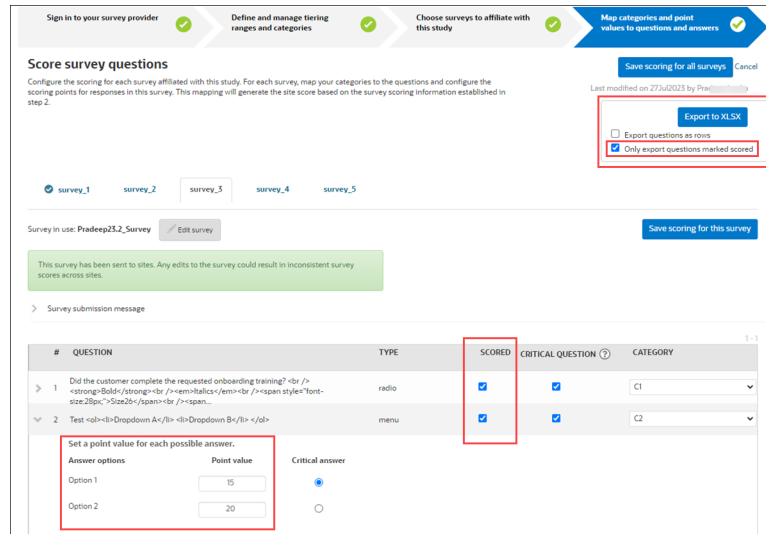 Sign in to your survey provider
Define and manage tiering
ranges and categories
Choose surveys to affiliate with
this study
Map categories and point
values to questions and answers
Score survey questions
Save scoring for all surveys Cancel
Configure the scoring for each survey affiliated with this study. For each survey, map your categories to the questions and configure the
scoring points for responses in this survey. This mapping will generate the site score based on the survey scoring information established in
step 2.
Last modified on 27Jul2023 by
Export to XLSX
Export questions as rows
Only export questions marked scored
survey_1 survey_2 survey_3 survey_4 survey_5
Survey in use: Pradeep23.2_Survey Edit survey
Save scoring for this survey
This survey has been sent to sites. Any edits to the survey could result in inconsistent survey
scores across sites.
Survey submission message
1 - 1
# QUESTION TYPE SCORED CRITICAL QUESTION ? CATEGORY
1 Did the customer complete the requested onboarding training? <br />
<strong>Bold</strong><br /><em>Italics</em><br /><span style="font-
size:28px;">Size26</span><br /><span...
radio C1
2 Test <ol><li>Dropdown A</li> <li>Dropdown B</li> </ol> menu C2
Set a point value for each possible answer.
Answer options Point value Critical answer
Option 1 15
Option 2 20